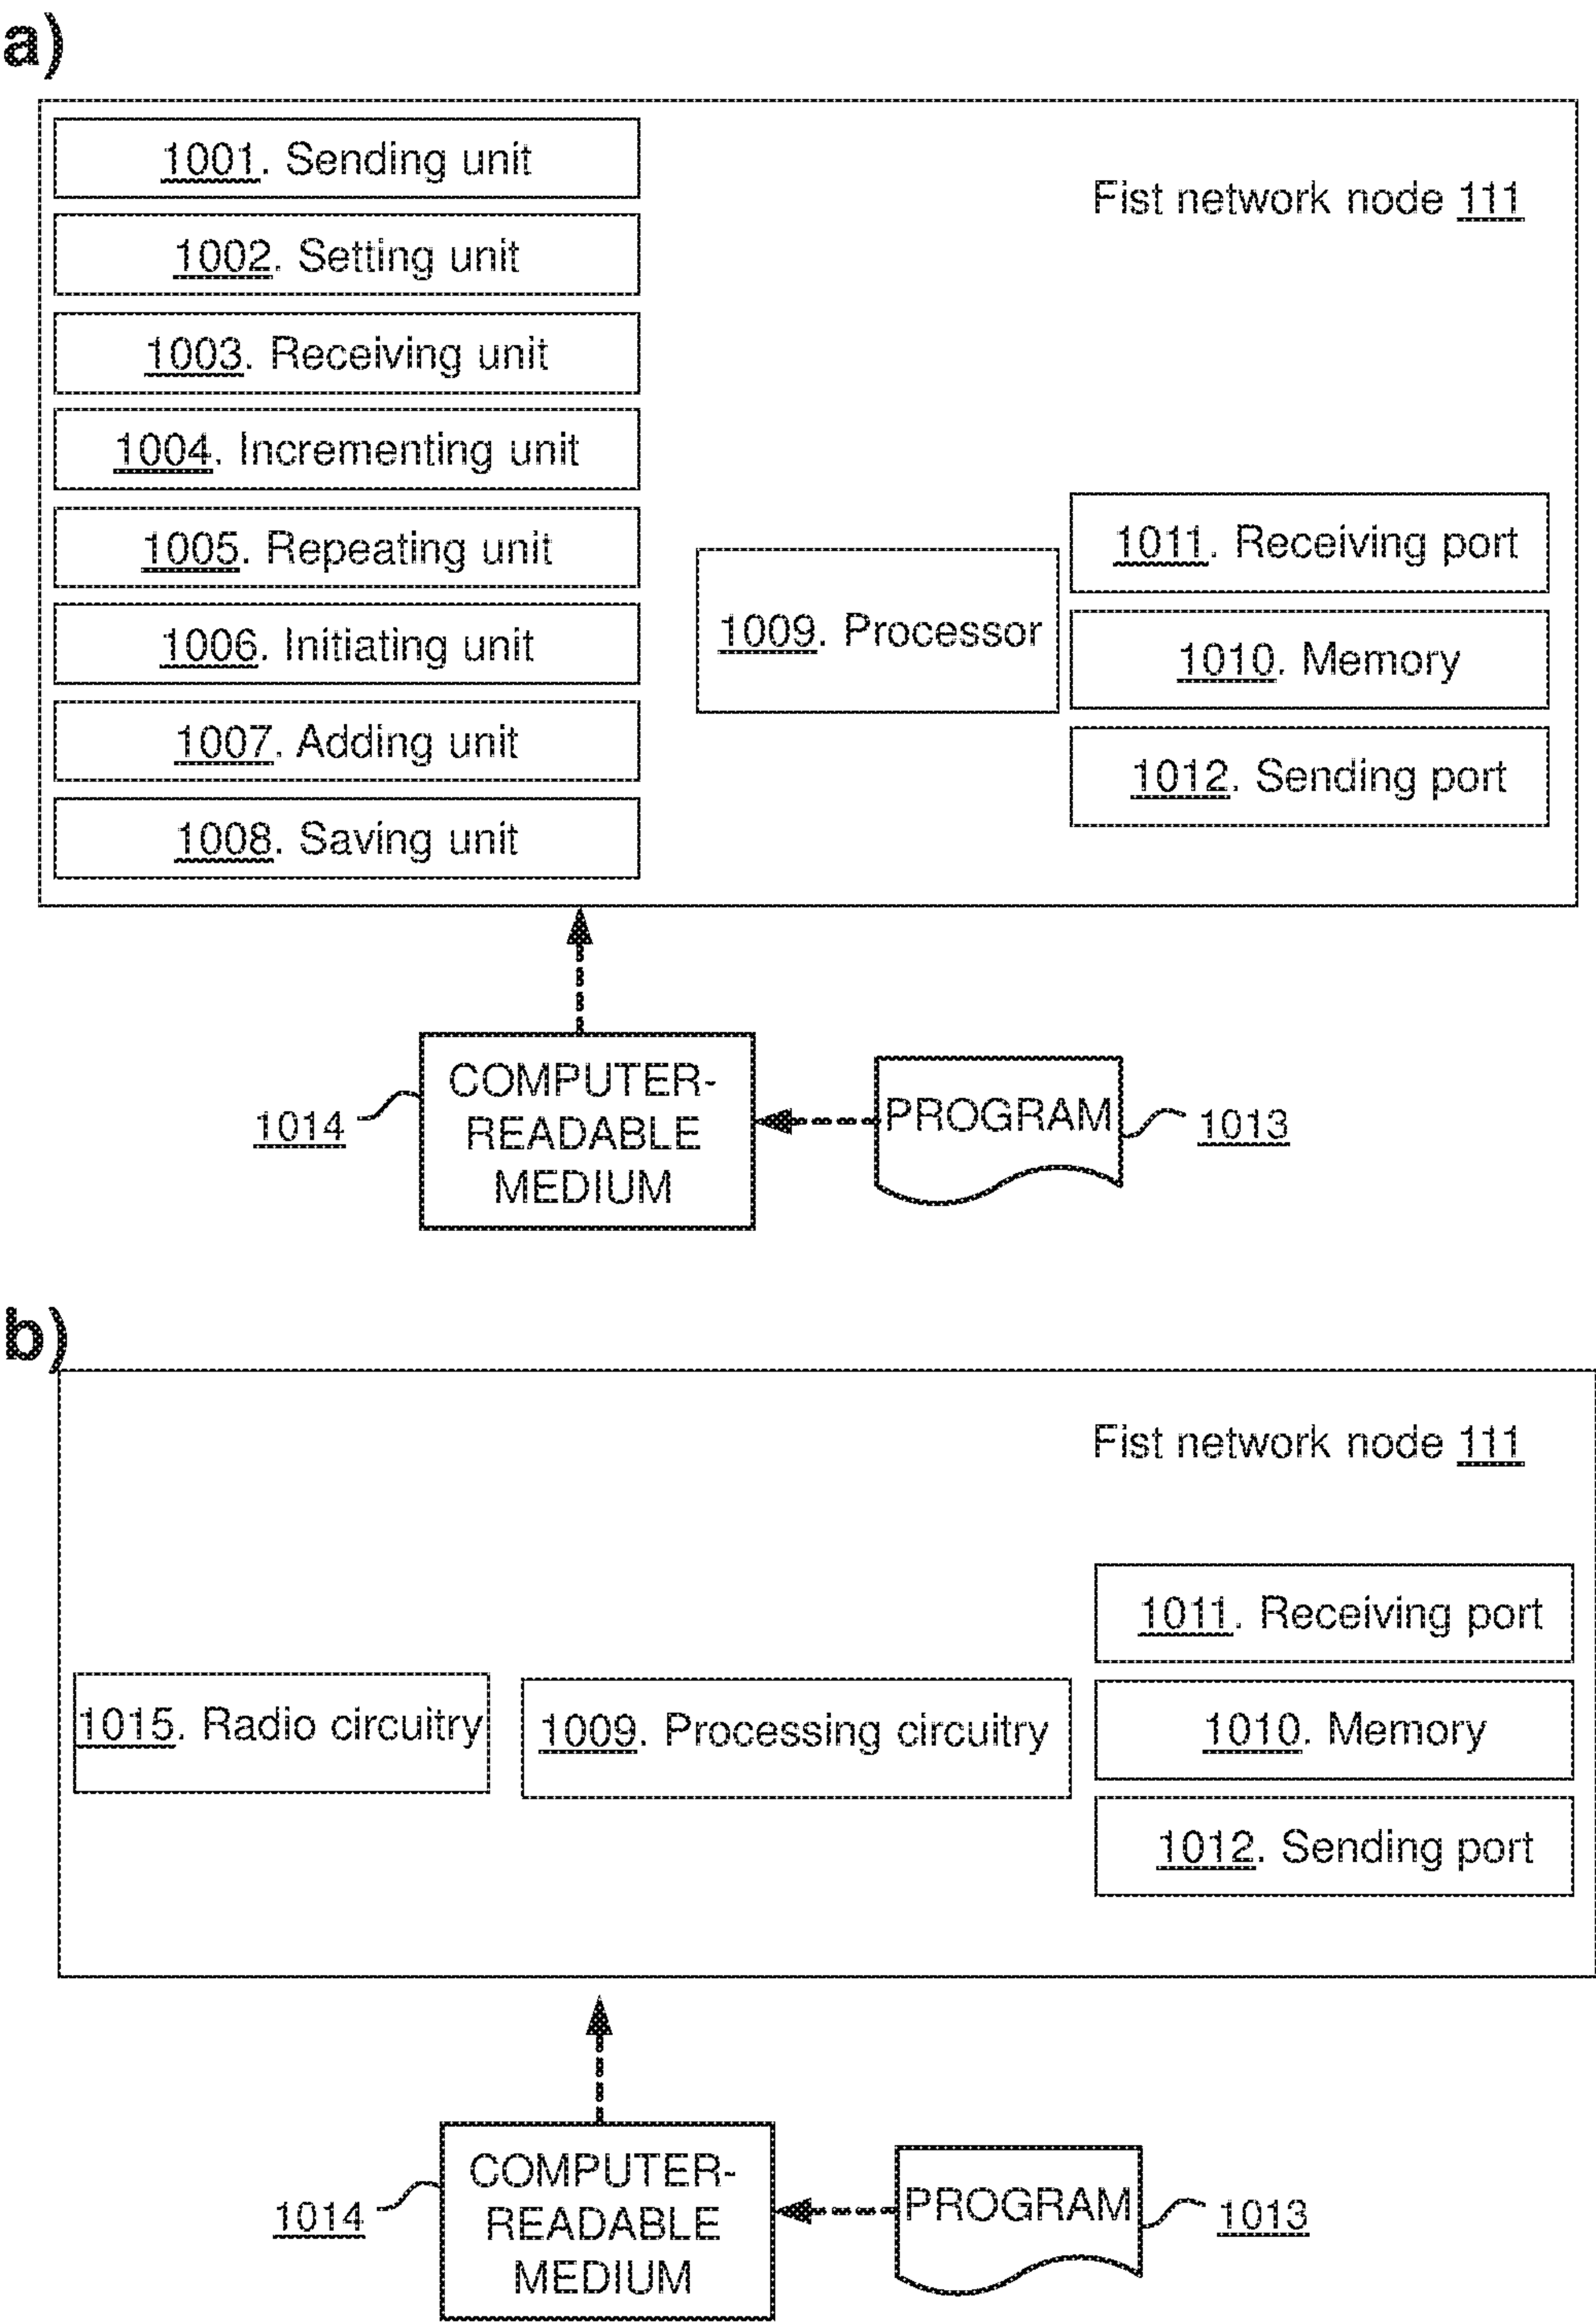 a)
1001. Sending unit
Fist network node 111
1002. Setting unit
1003. Receiving unit
1004. Incrementing unit
1005. Repeating unit
1006. Initiating unit
1007. Adding unit
1008. Saving unit
1009. Processor
1011. Receiving port
1010. Memory
1012. Sending port
1014
COMPUTER-
READABLE
MEDIUM
PROGRAM
1013
b)
Fist network node 111
1015. Radio circuitry
1009. Processing circuitry
1011. Receiving port
1010. Memory
1012. Sending port
1014
COMPUTER-
READABLE
MEDIUM
PROGRAM
1013